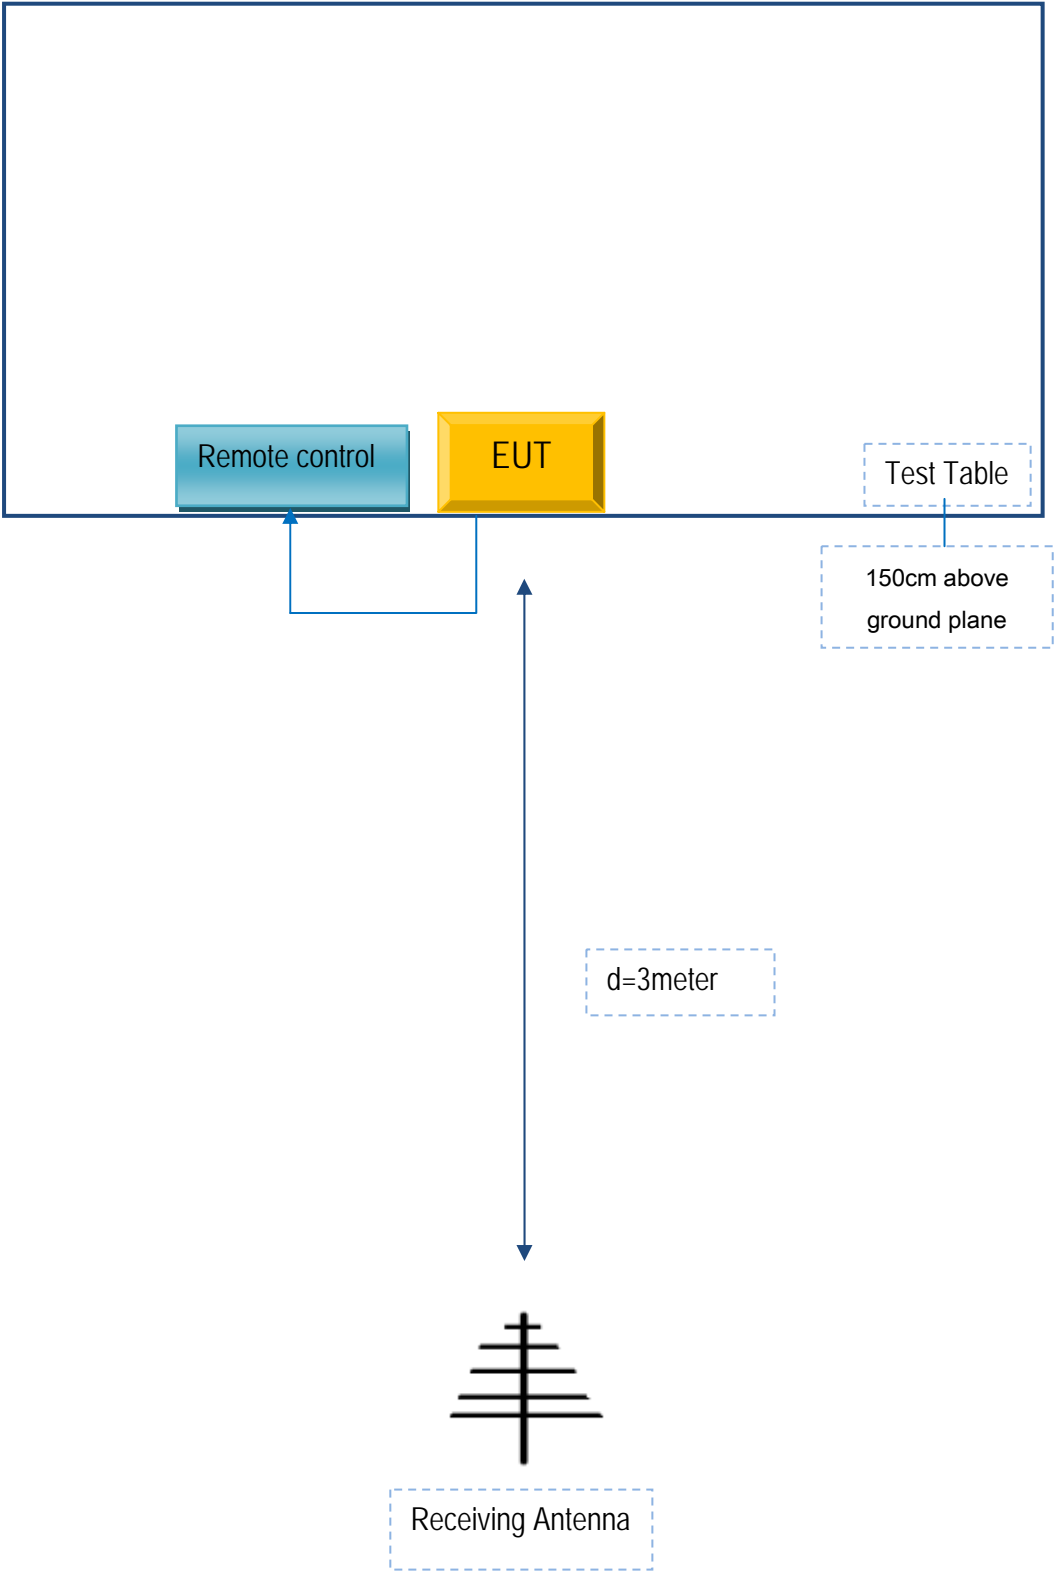 Remote control
EUT
Test Table
150cm above
ground plane
d=3meter
Receiving Antenna